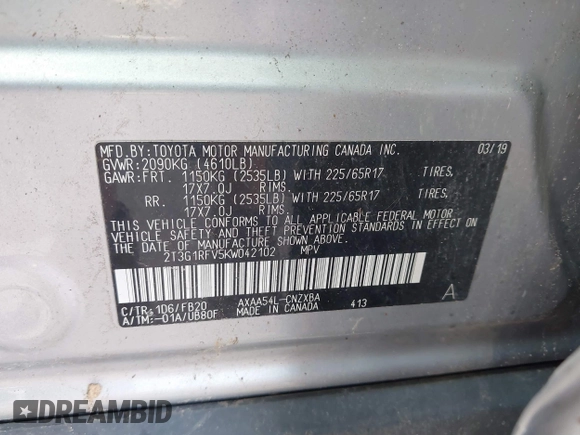 MFD.BY:TOYOTA MOTOR MANUFACTURING CANADA INC. 03/19
GVWR:2090KG (4610LB)
GAWR:FRT. 1150KG (2535LB) WITH 225/65R17 TIRES,
17X7.0J RIMS.
RR. 1150KG (2535LB) WITH 225/65R17 TIRES,
17X7.0J RIMS.
THIS VEHICLE CONFORMS TO ALL APPLICABLE FEDERAL MOTOR
VEHICLE SAFETY AND THEFT PREVENTION STANDARDS IN EFFECT ON
THE DATE OF MANUFACTURE SHOWN ABOVE.
2T3G1RFV5KW042102 MPV
C/TR:1D6/FB20 AXAA54L-CNZXBA 413 A
A/TM:-01A/UB80F MADE IN CANADA
DREAMBID